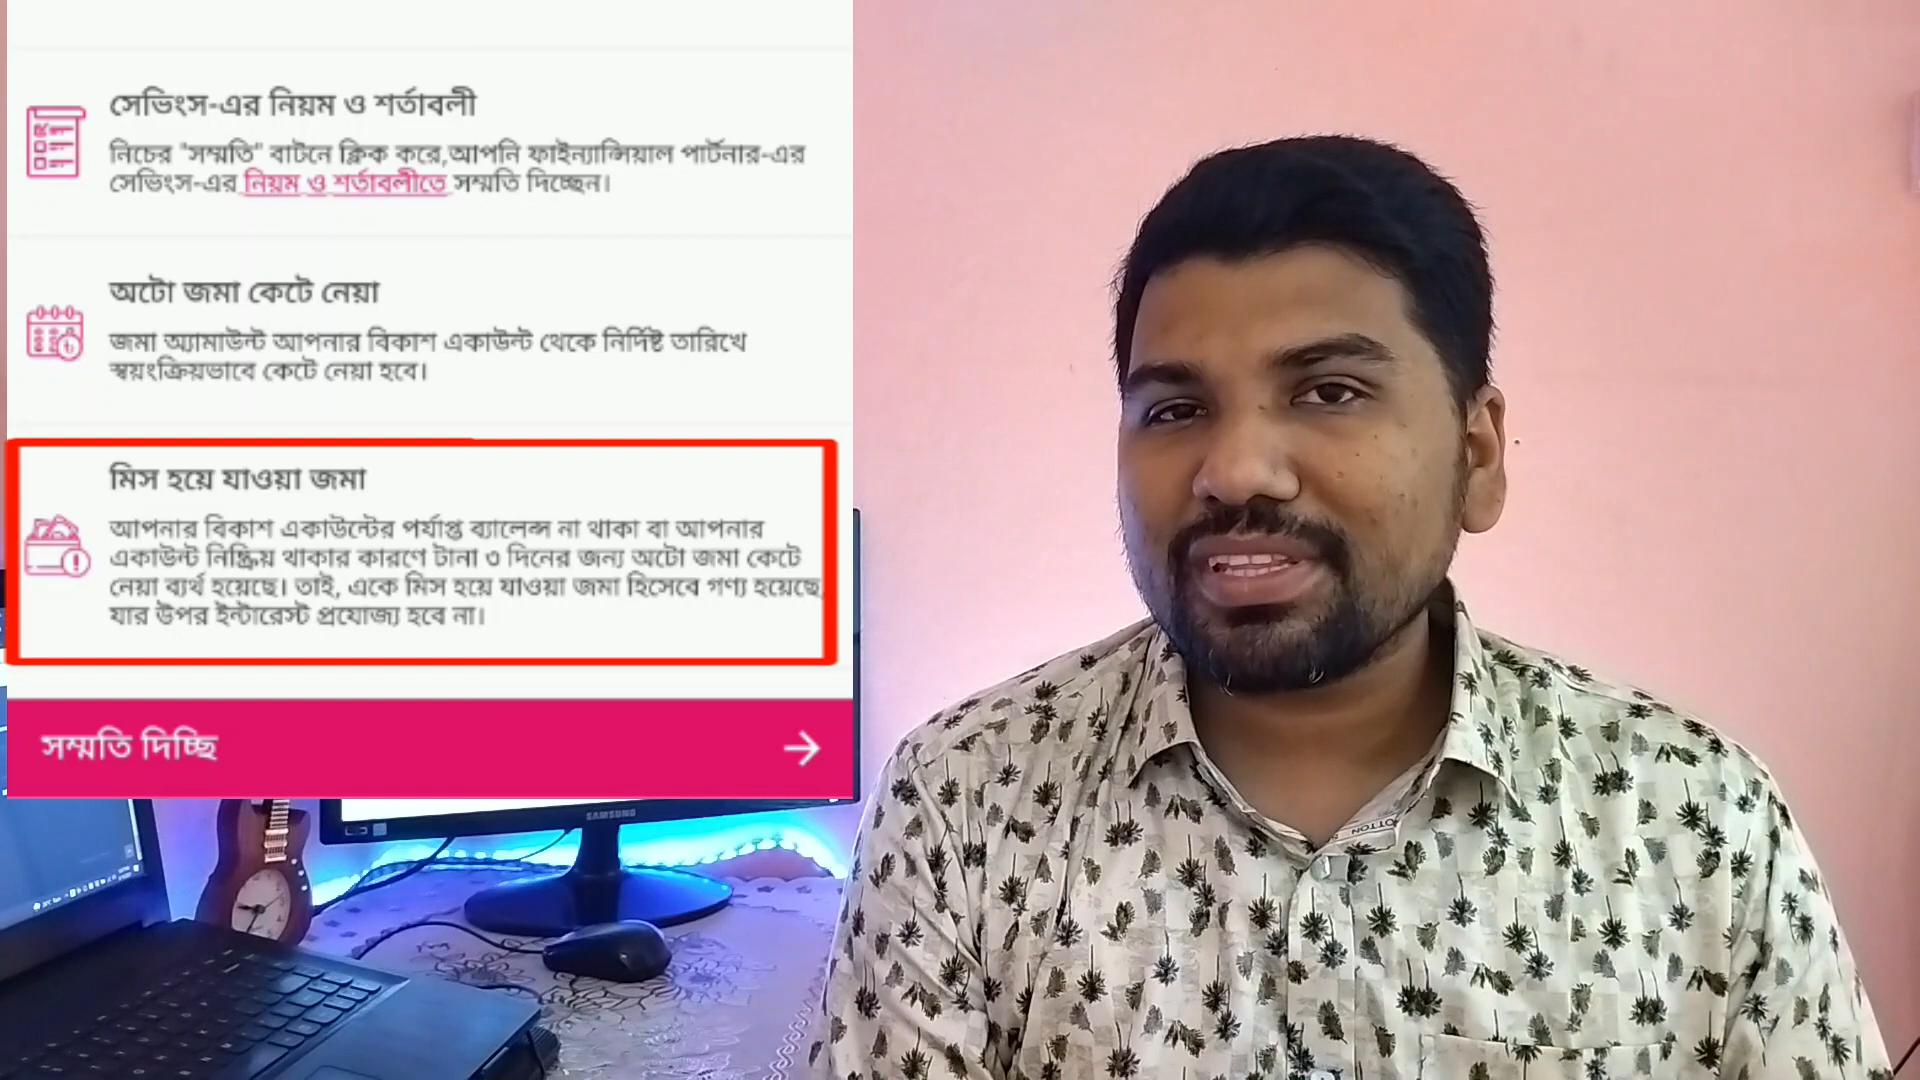 সেভিংস-এর নিয়ম ও শর্তাবলী
নিচের "সম্মতি" বাটনে ক্লিক করে,আপনি ফাইন্যান্সিয়াল পার্টনার-এর
সেভিংস-এর নিয়ম ও শর্তাবলীতে সম্মতি দিচ্ছেন।
অটো জমা কেটে নেয়া
জমা অ্যামাউন্ট আপনার বিকাশ একাউন্ট থেকে নির্দিষ্ট তারিখে
স্বয়ংক্রিয়ভাবে কেটে নেয়া হবে।
মিস হয়ে যাওয়া জমা
আপনার বিকাশ একাউন্টের পর্যাপ্ত ব্যালেন্স না থাকা বা আপনার
একাউন্ট নিষ্ক্রিয় থাকার কারণে টানা ৩ দিনের জন্য অটো জমা কেটে
নেয়া ব্যর্থ হয়েছে। তাই, একে মিস হয়ে যাওয়া জমা হিসেবে গণ্য হয়েছে,
যার উপর ইন্টারেস্ট প্রযোজ্য হবে না।
সম্মতি দিচ্ছি
SAMSUNG